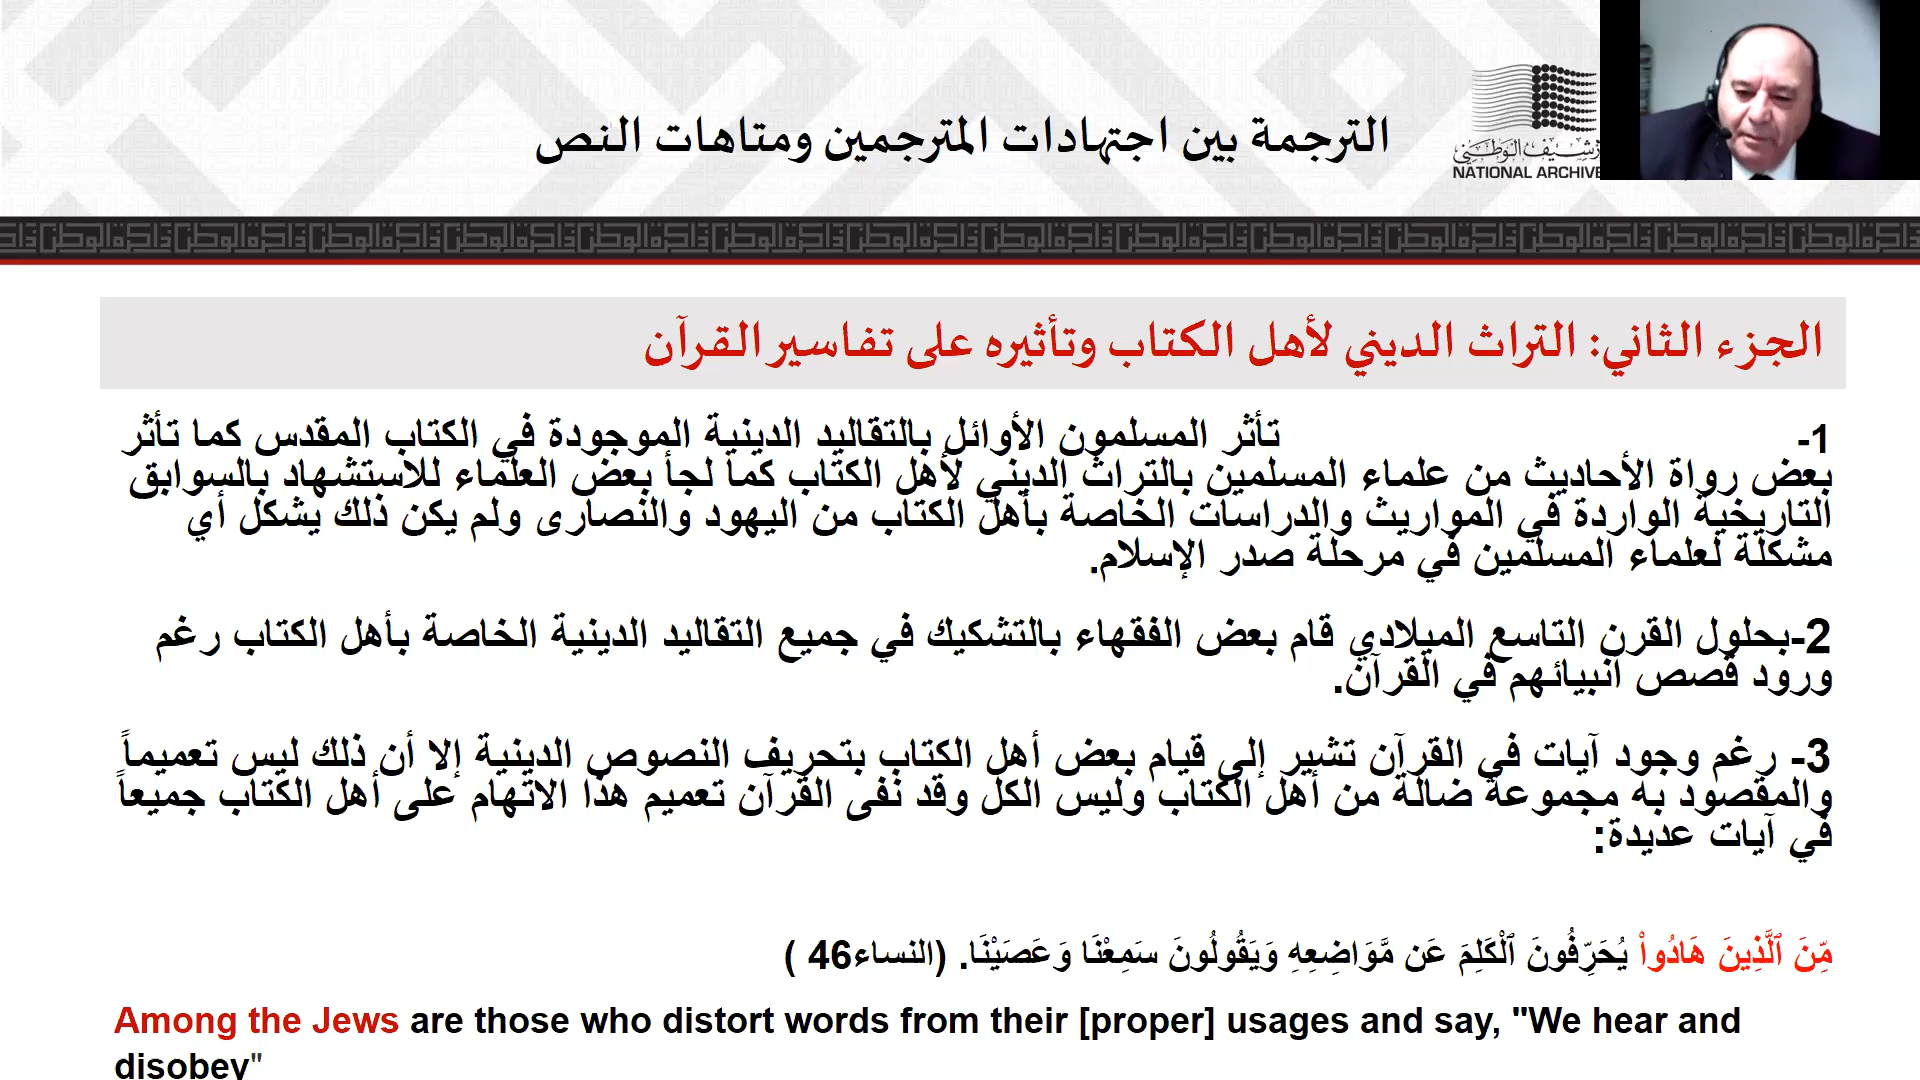 الترجمة بين اجتهادات المترجمين ومتاهات النص
NATIONAL ARCHIVE
الجزء الثاني: التراث الديني لأهل الكتاب وتأثيره على تفاسير القرآن
1- تأثر المسلمون الأوائل بالتقاليد الدينية الموجودة في الكتاب المقدس كما تأثر
بعض رواة الأحاديث من علماء المسلمين بالتراث الديني لأهل الكتاب كما لجأ بعض العلماء للاستشهاد بالسوابق
التاريخية الواردة في المواريث والدراسات الخاصة بأهل الكتاب من اليهود والنصارى ولم يكن ذلك يشكل أي
مشكلة لعلماء المسلمين في مرحلة صدر الإسلام.
2-بحلول القرن التاسع الميلادي قام بعض الفقهاء بالتشكيك في جميع التقاليد الدينية الخاصة بأهل الكتاب رغم
ورود قصص أنبيائهم في القرآن.
3- رغم وجود آيات في القرآن تشير إلى قيام بعض أهل الكتاب بتحريف النصوص الدينية إلا أن ذلك ليس تعميماً
والمقصود به مجموعة ضالة من أهل الكتاب وليس الكل وقد نفى القرآن تعميم هذا الاتهام على أهل الكتاب جميعاً
في آيات عديدة:
مِّنَ ٱلَّذِينَ هَادُواْ يُحَرِّفُونَ ٱلْكَلِمَ عَن مَّوَاضِعِهِ وَيَقُولُونَ سَمِعْنَا وَعَصَيْنَا. (النساء46 )
Among the Jews are those who distort words from their [proper] usages and say, "We hear and
disobey"